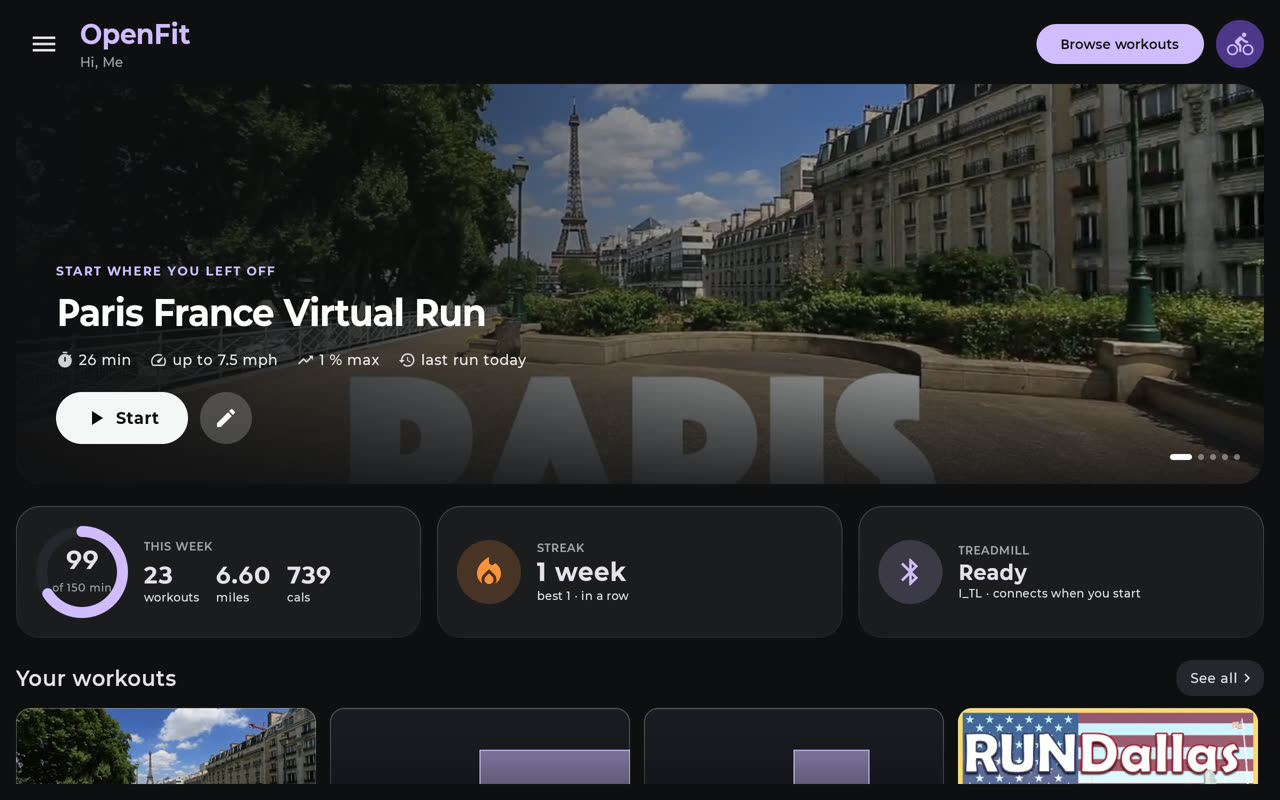 OpenFit
Hi, Me
Browse workouts
START WHERE YOU LEFT OFF
Paris France Virtual Run
26 min up to 7.5 mph 1 % max last run today
PARIS
Start
99
of 150 min
THIS WEEK
23 6.60 739
workouts miles cals
STREAK
1 week
best 1 · in a row
TREADMILL
Ready
I_TL · connects when you start
Your workouts
See all
RUNDallas